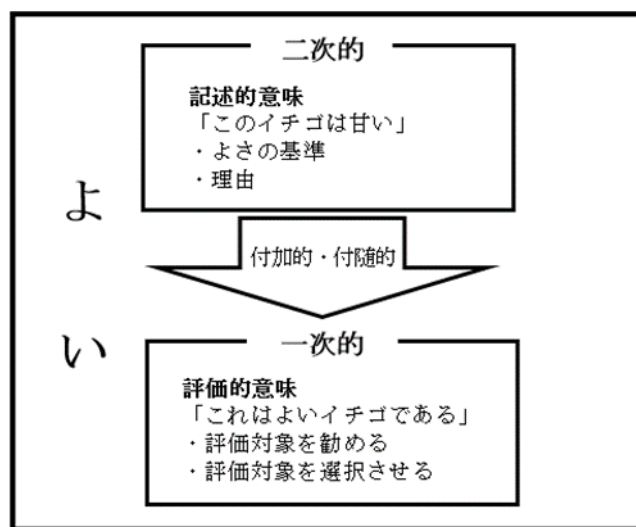 二次的
記述的意味
「このイチゴは甘い」
・よさの基準
・理由
よい
付加的・付随的
一次的
評価的意味
「これはよいイチゴである」
・評価対象を勧める
・評価対象を選択させる